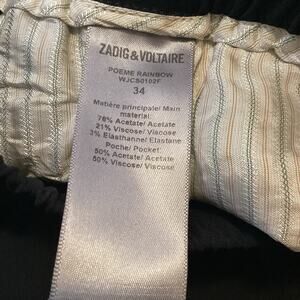 ZADIG & VOLTAIRE
POEME RAINBOW
WJCS0102F
34
Matière principale/ Main
material:
76% Acetate/ Acetate
21% Viscose/ Viscose
3% Elasthanne/ Elastane
Poche/ Pocket:
50% Acetate/ Acetate
50% Viscose/ Viscose